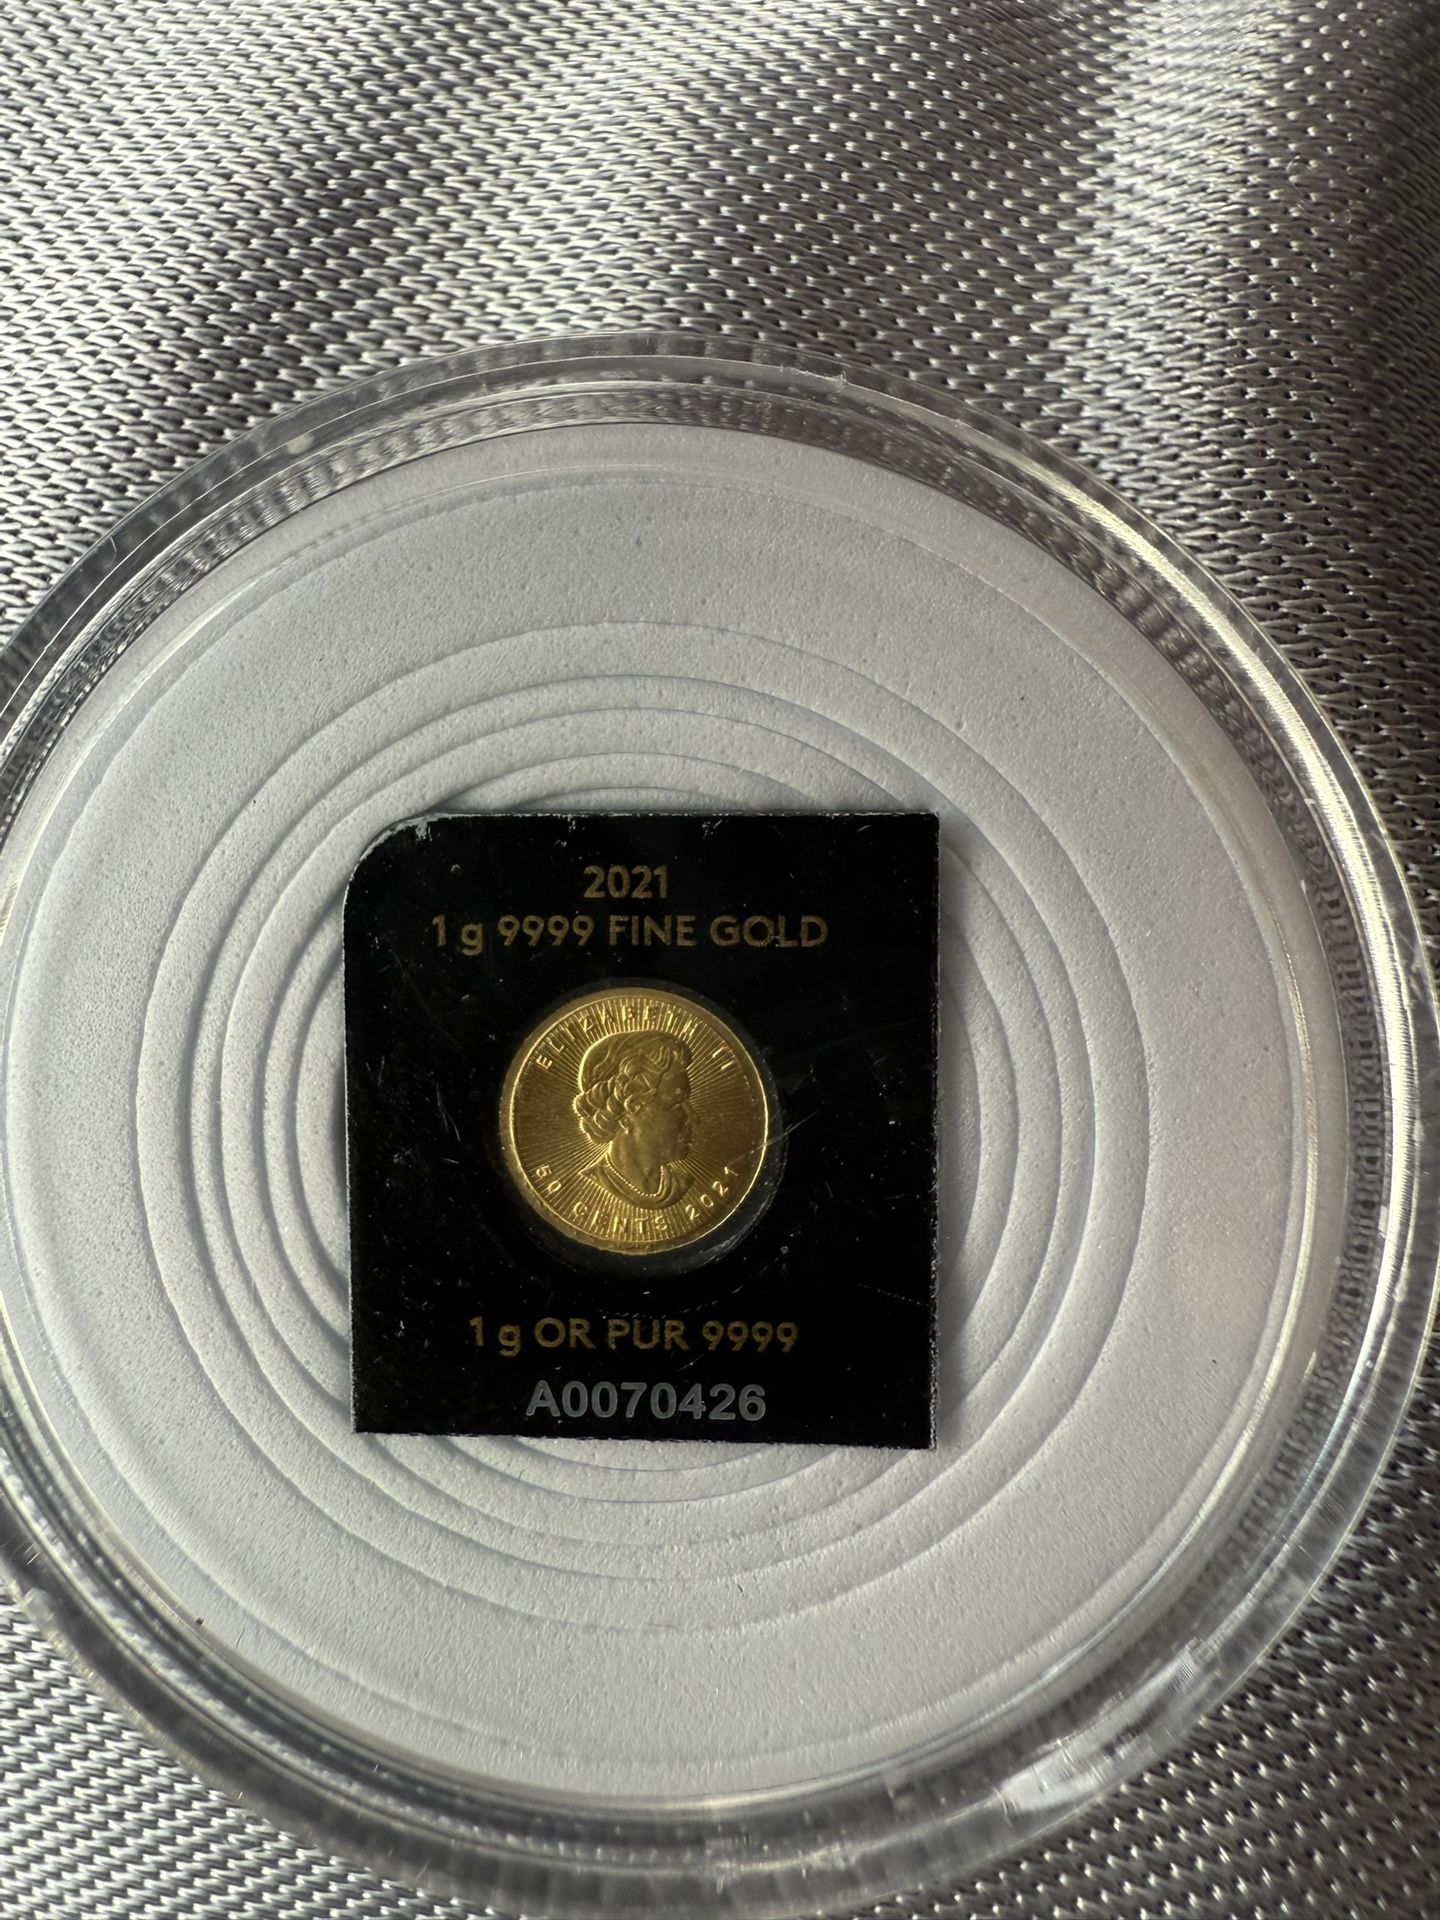 2021
1 g 9999 FINE GOLD
ELIZABETH II
50 CENTS 2021
1 g OR PUR 9999
A0070426